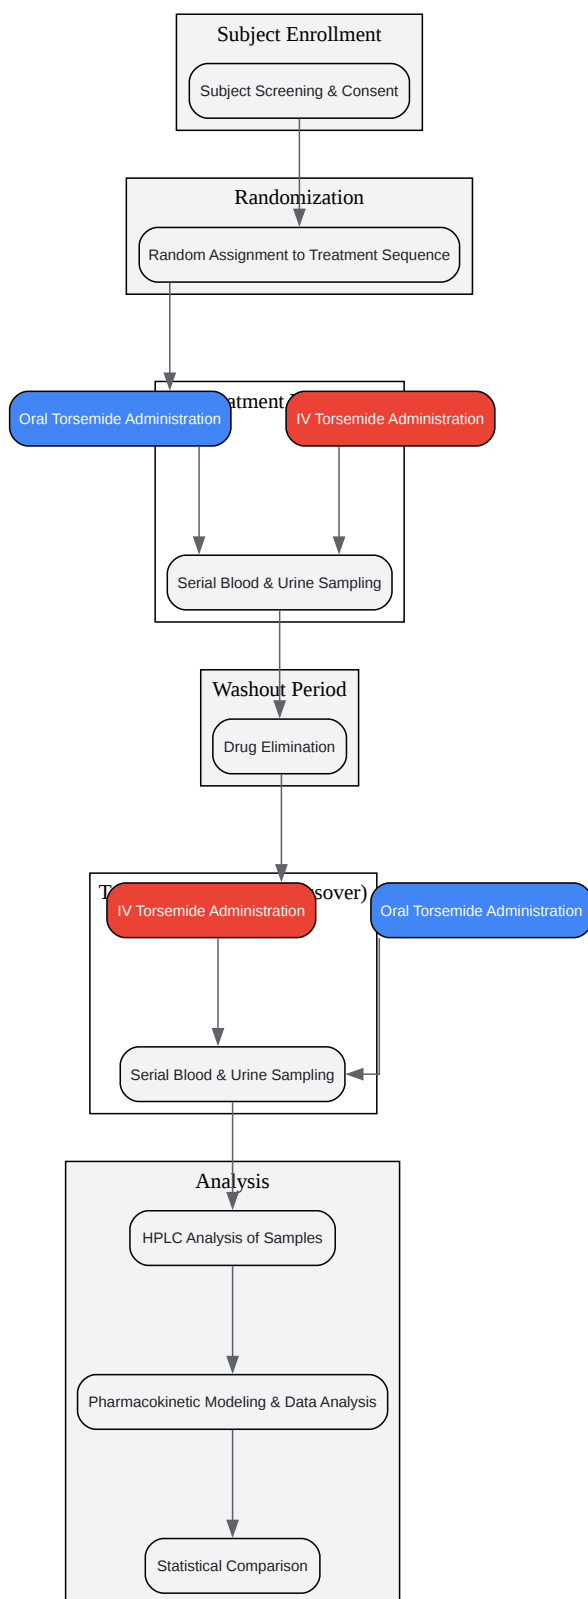 Subject Enrollment
Subject Screening & Consent
Randomization
Random Assignment to Treatment Sequence
Oral Torsemide Administration
IV Torsemide Administration
Serial Blood & Urine Sampling
Washout Period
Drug Elimination
IV Torsemide Administration
Oral Torsemide Administration
Serial Blood & Urine Sampling
Analysis
HPLC Analysis of Samples
Pharmacokinetic Modeling & Data Analysis
Statistical Comparison